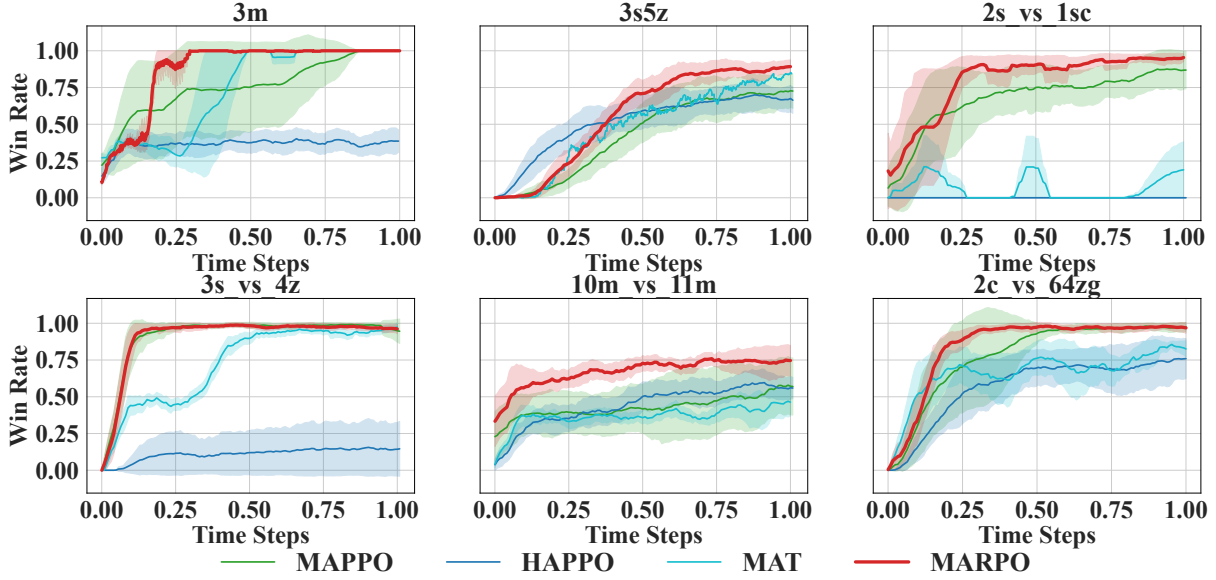 3m 3s5z 2s_vs_1sc
Win Rate
1.00
0.75
0.50
0.25
0.00
0.00 0.25 0.50 0.75 1.00 0.00 0.25 0.50 0.75 1.00 0.00 0.25 0.50 0.75 1.00
Time Steps Time Steps Time Steps
3s_vs_4z 10m_vs_11m 2c_vs_64zg
Win Rate
1.00
0.75
0.50
0.25
0.00
0.00 0.25 0.50 0.75 1.00 0.00 0.25 0.50 0.75 1.00 0.00 0.25 0.50 0.75 1.00
Time Steps Time Steps Time Steps
MAPPO HAPPO MAT MARPO